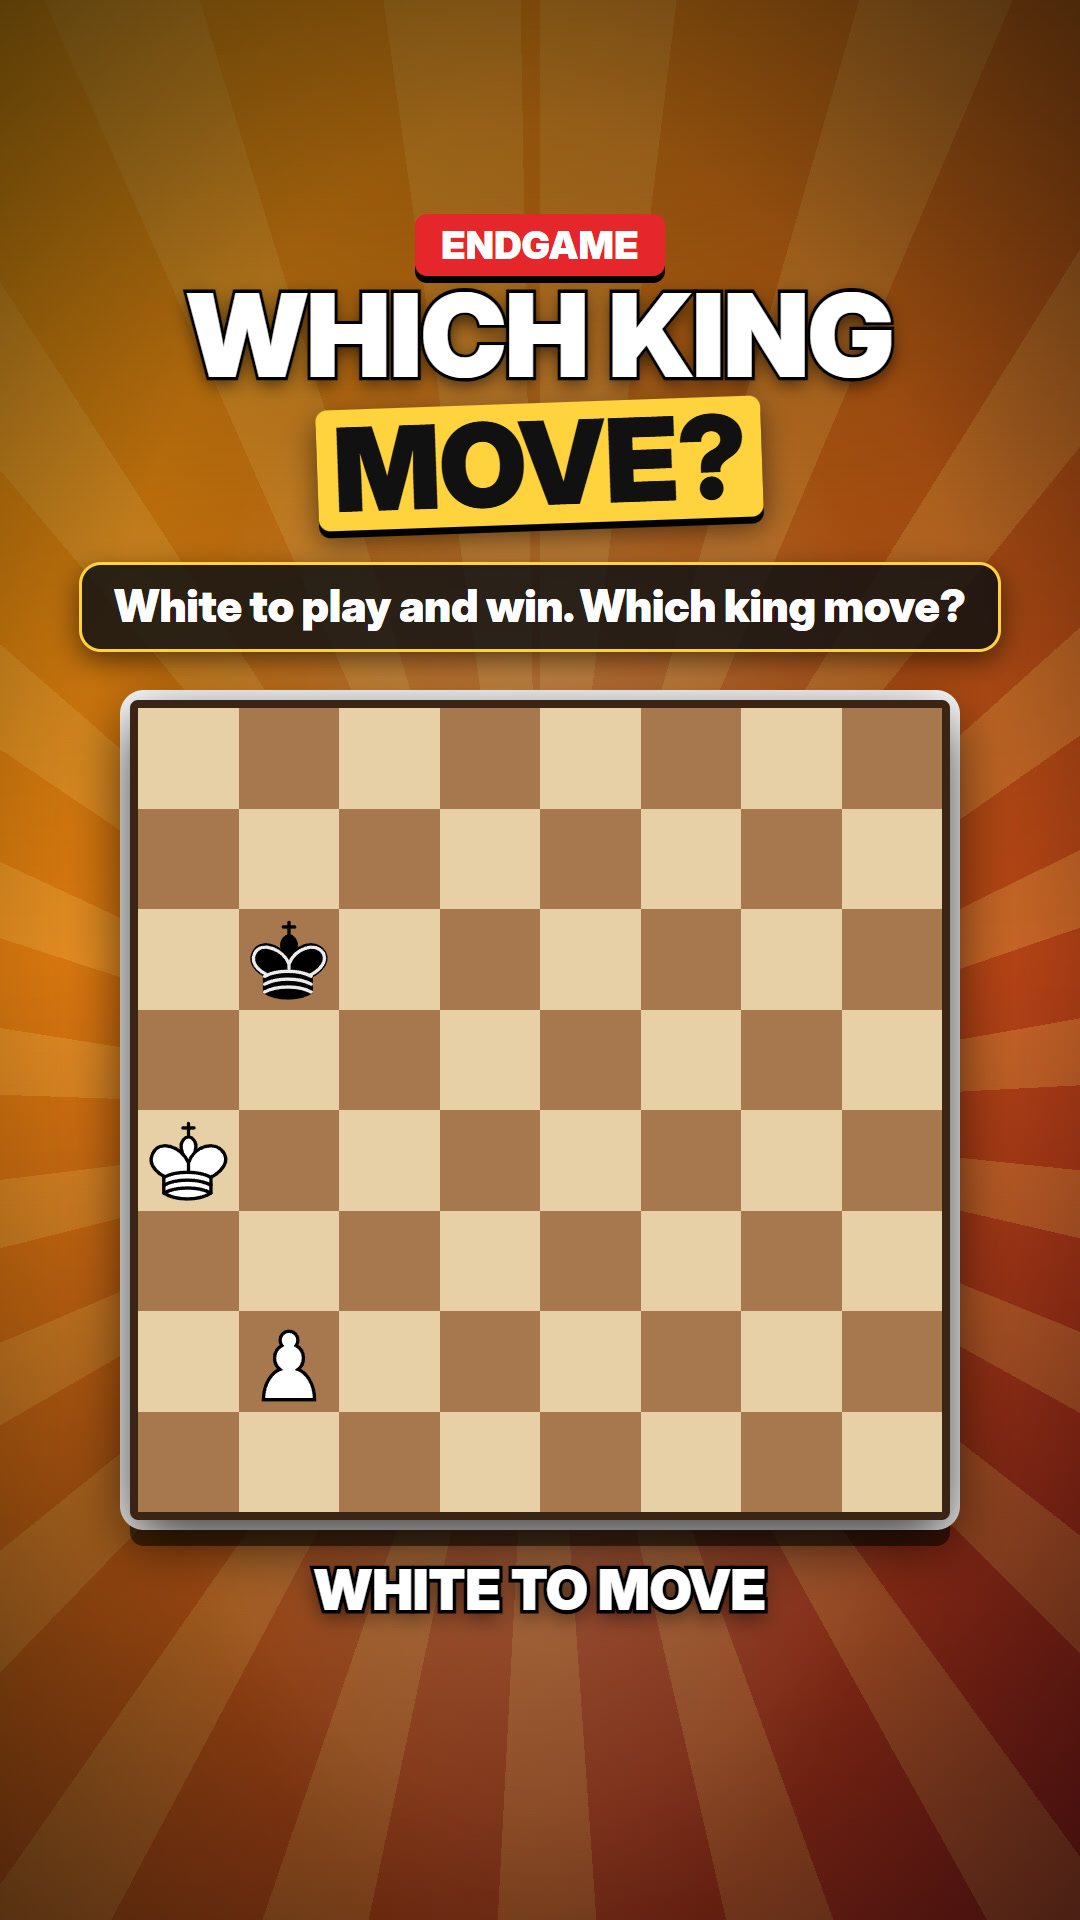 ENDGAME
WHICH KING
MOVE?
White to play and win. Which king move?
WHITE TO MOVE